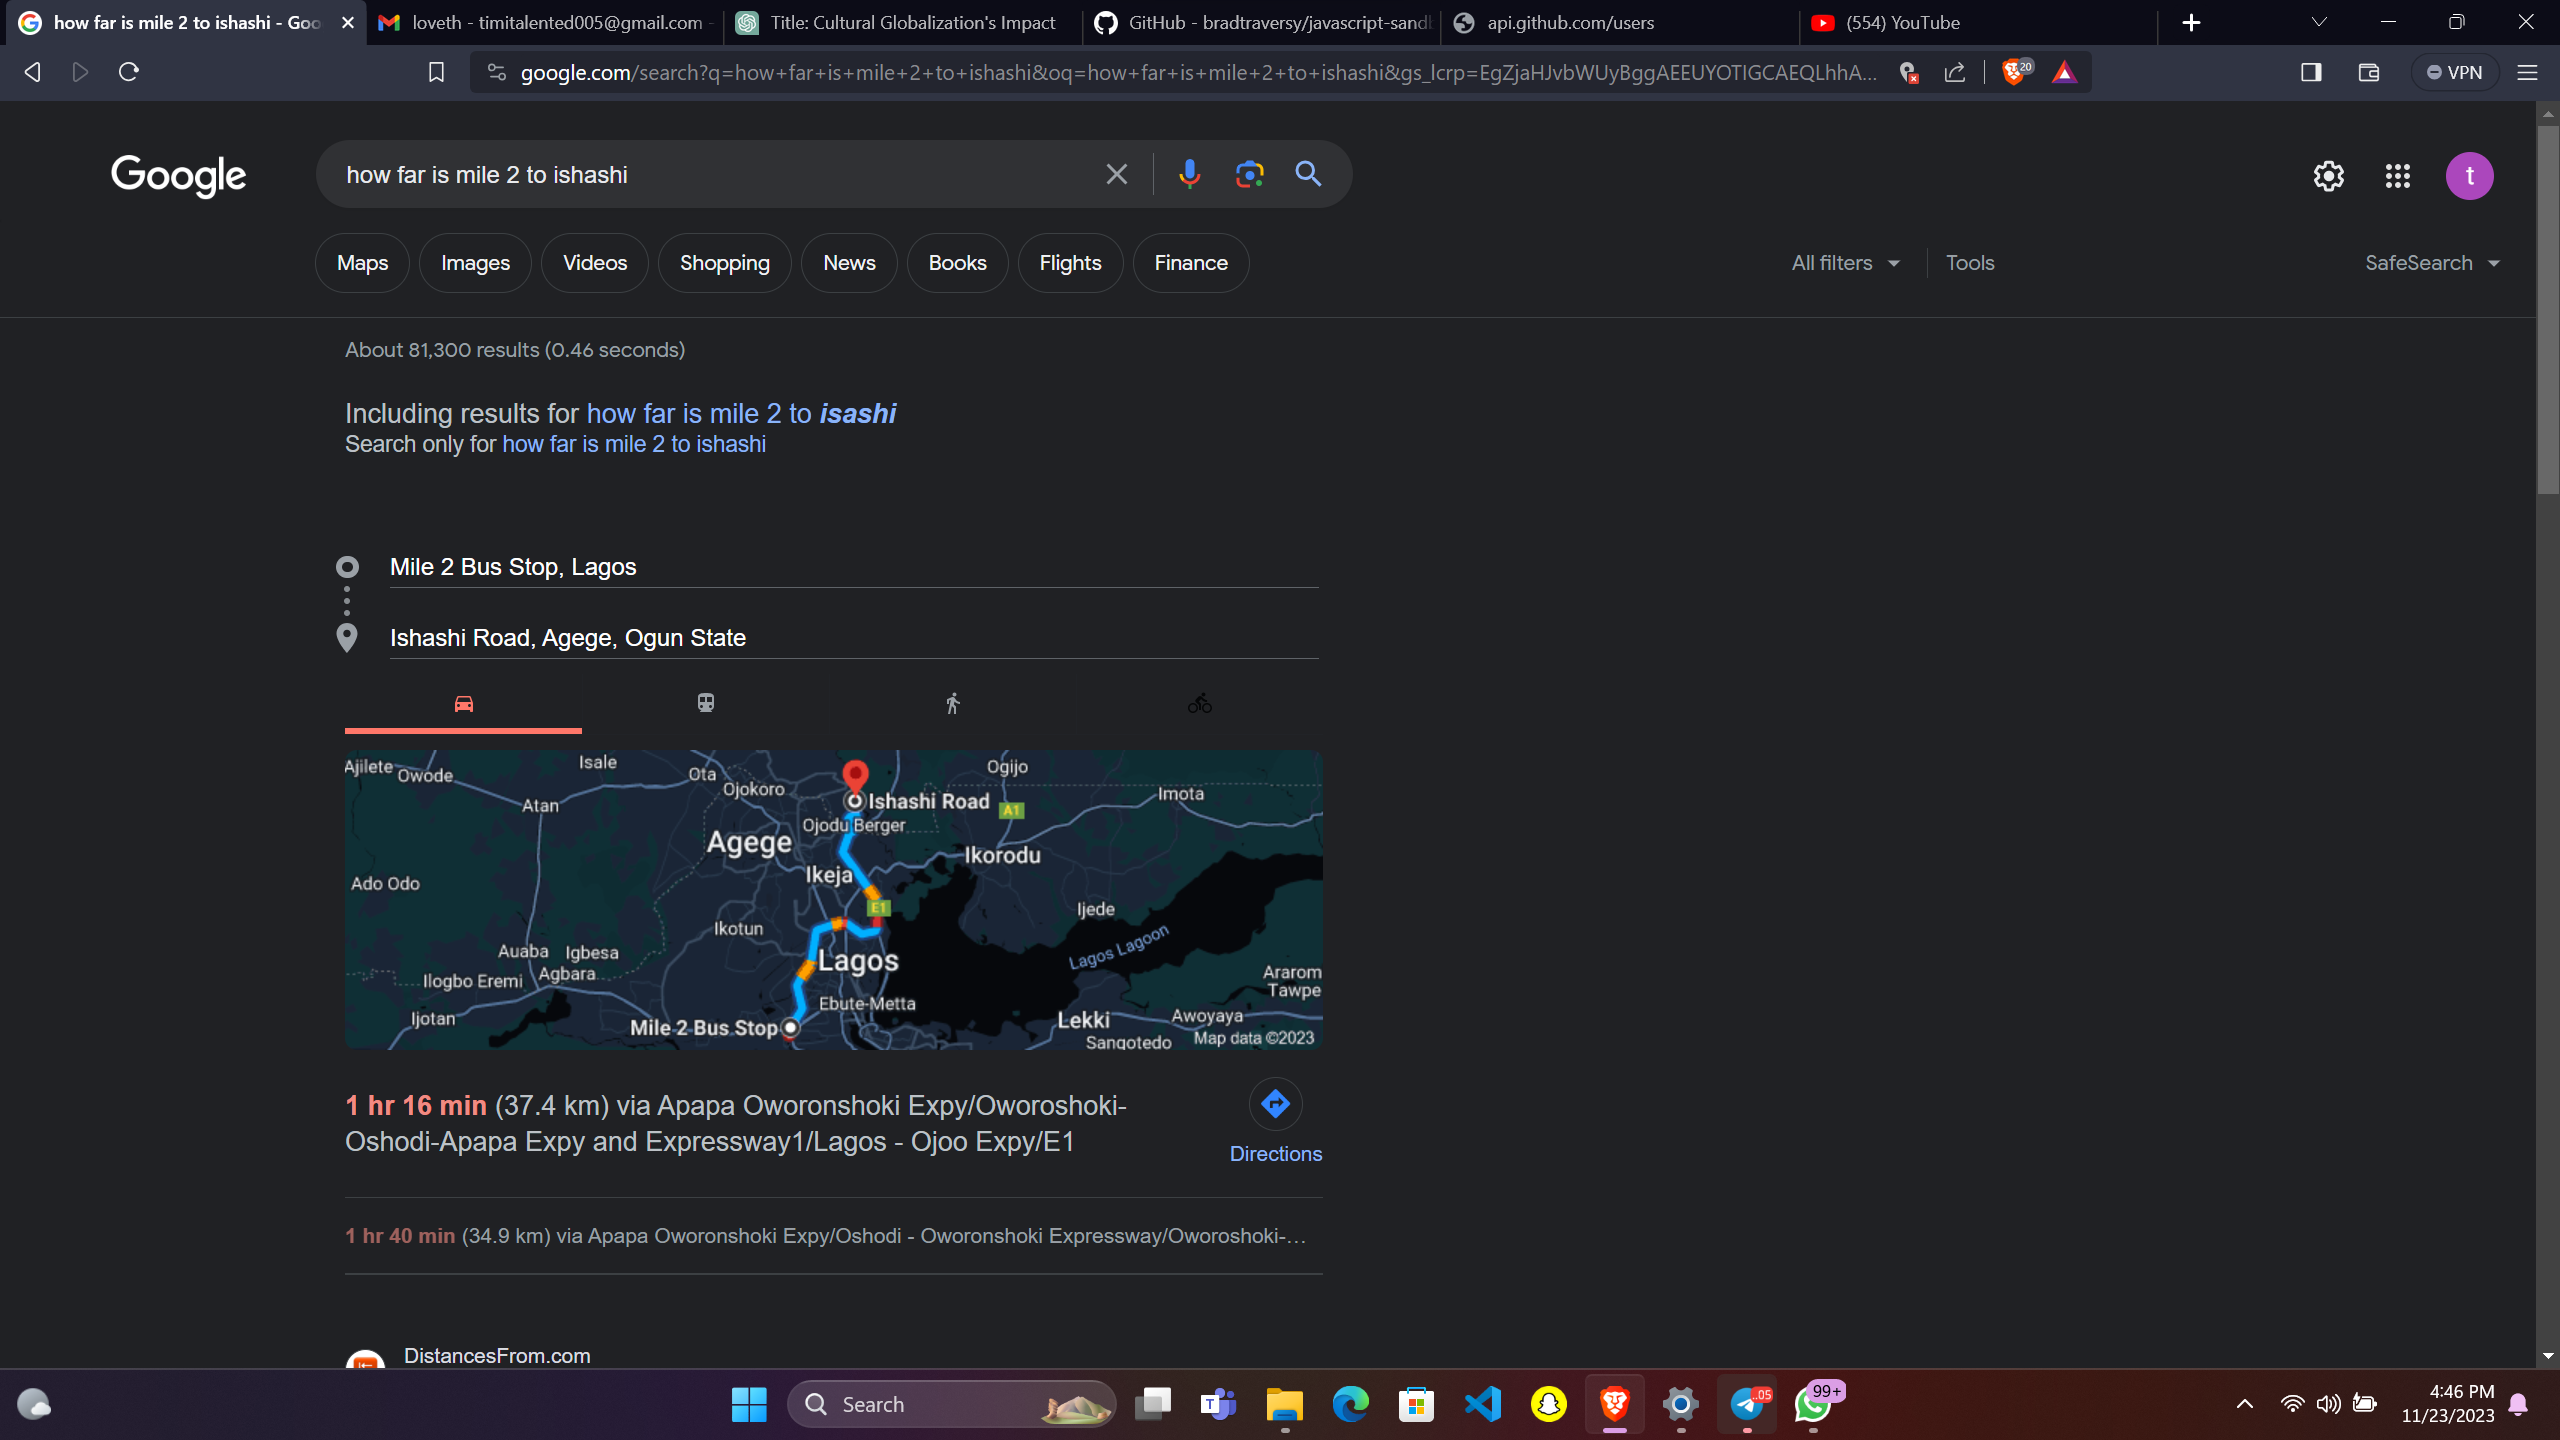 how far is mile 2 to ishashi - Goo
loveth - timitalented005@gmail.com -
Title: Cultural Globalization's Impact
GitHub - bradtraversy/javascript-sandb
api.github.com/users
(554) YouTube
google.com/search?q=how+far+is+mile+2+to+ishashi&oq=how+far+is+mile+2+to+ishashi&gs_lcrp=EgZjaHJvbWUyBggAEEUYOTIGCAEQLhhA...
20
VPN
Google
how far is mile 2 to ishashi
t
Maps
Images
Videos
Shopping
News
Books
Flights
Finance
All filters
Tools
SafeSearch
About 81,300 results (0.46 seconds)
Including results for how far is mile 2 to isashi
Search only for how far is mile 2 to ishashi
Mile 2 Bus Stop, Lagos
Ishashi Road, Agege, Ogun State
Ajilete
Owode
Isale
Ota
Ojokoro
Ogijo
Atan
Ishashi Road
A1
Imota
Ojodu Berger
Agege
Ikorodu
Ikeja
Ado Odo
E1
Ijede
Ikotun
Auaba
Igbesa
Lagos
Lagos Lagoon
Agbara
Ilogbo Eremi
Ararom
Tawpe
Ebute-Metta
Ijotan
Mile 2 Bus Stop
Lekki
Awoyaya
Sangotedo
Map data ©2023
1 hr 16 min (37.4 km) via Apapa Oworonshoki Expy/Oworoshoki-
Oshodi-Apapa Expy and Expressway1/Lagos - Ojoo Expy/E1
Directions
1 hr 40 min (34.9 km) via Apapa Oworonshoki Expy/Oshodi - Oworonshoki Expressway/Oworoshoki-...
DistancesFrom.com
Search
..05
99+
4:46 PM
11/23/2023